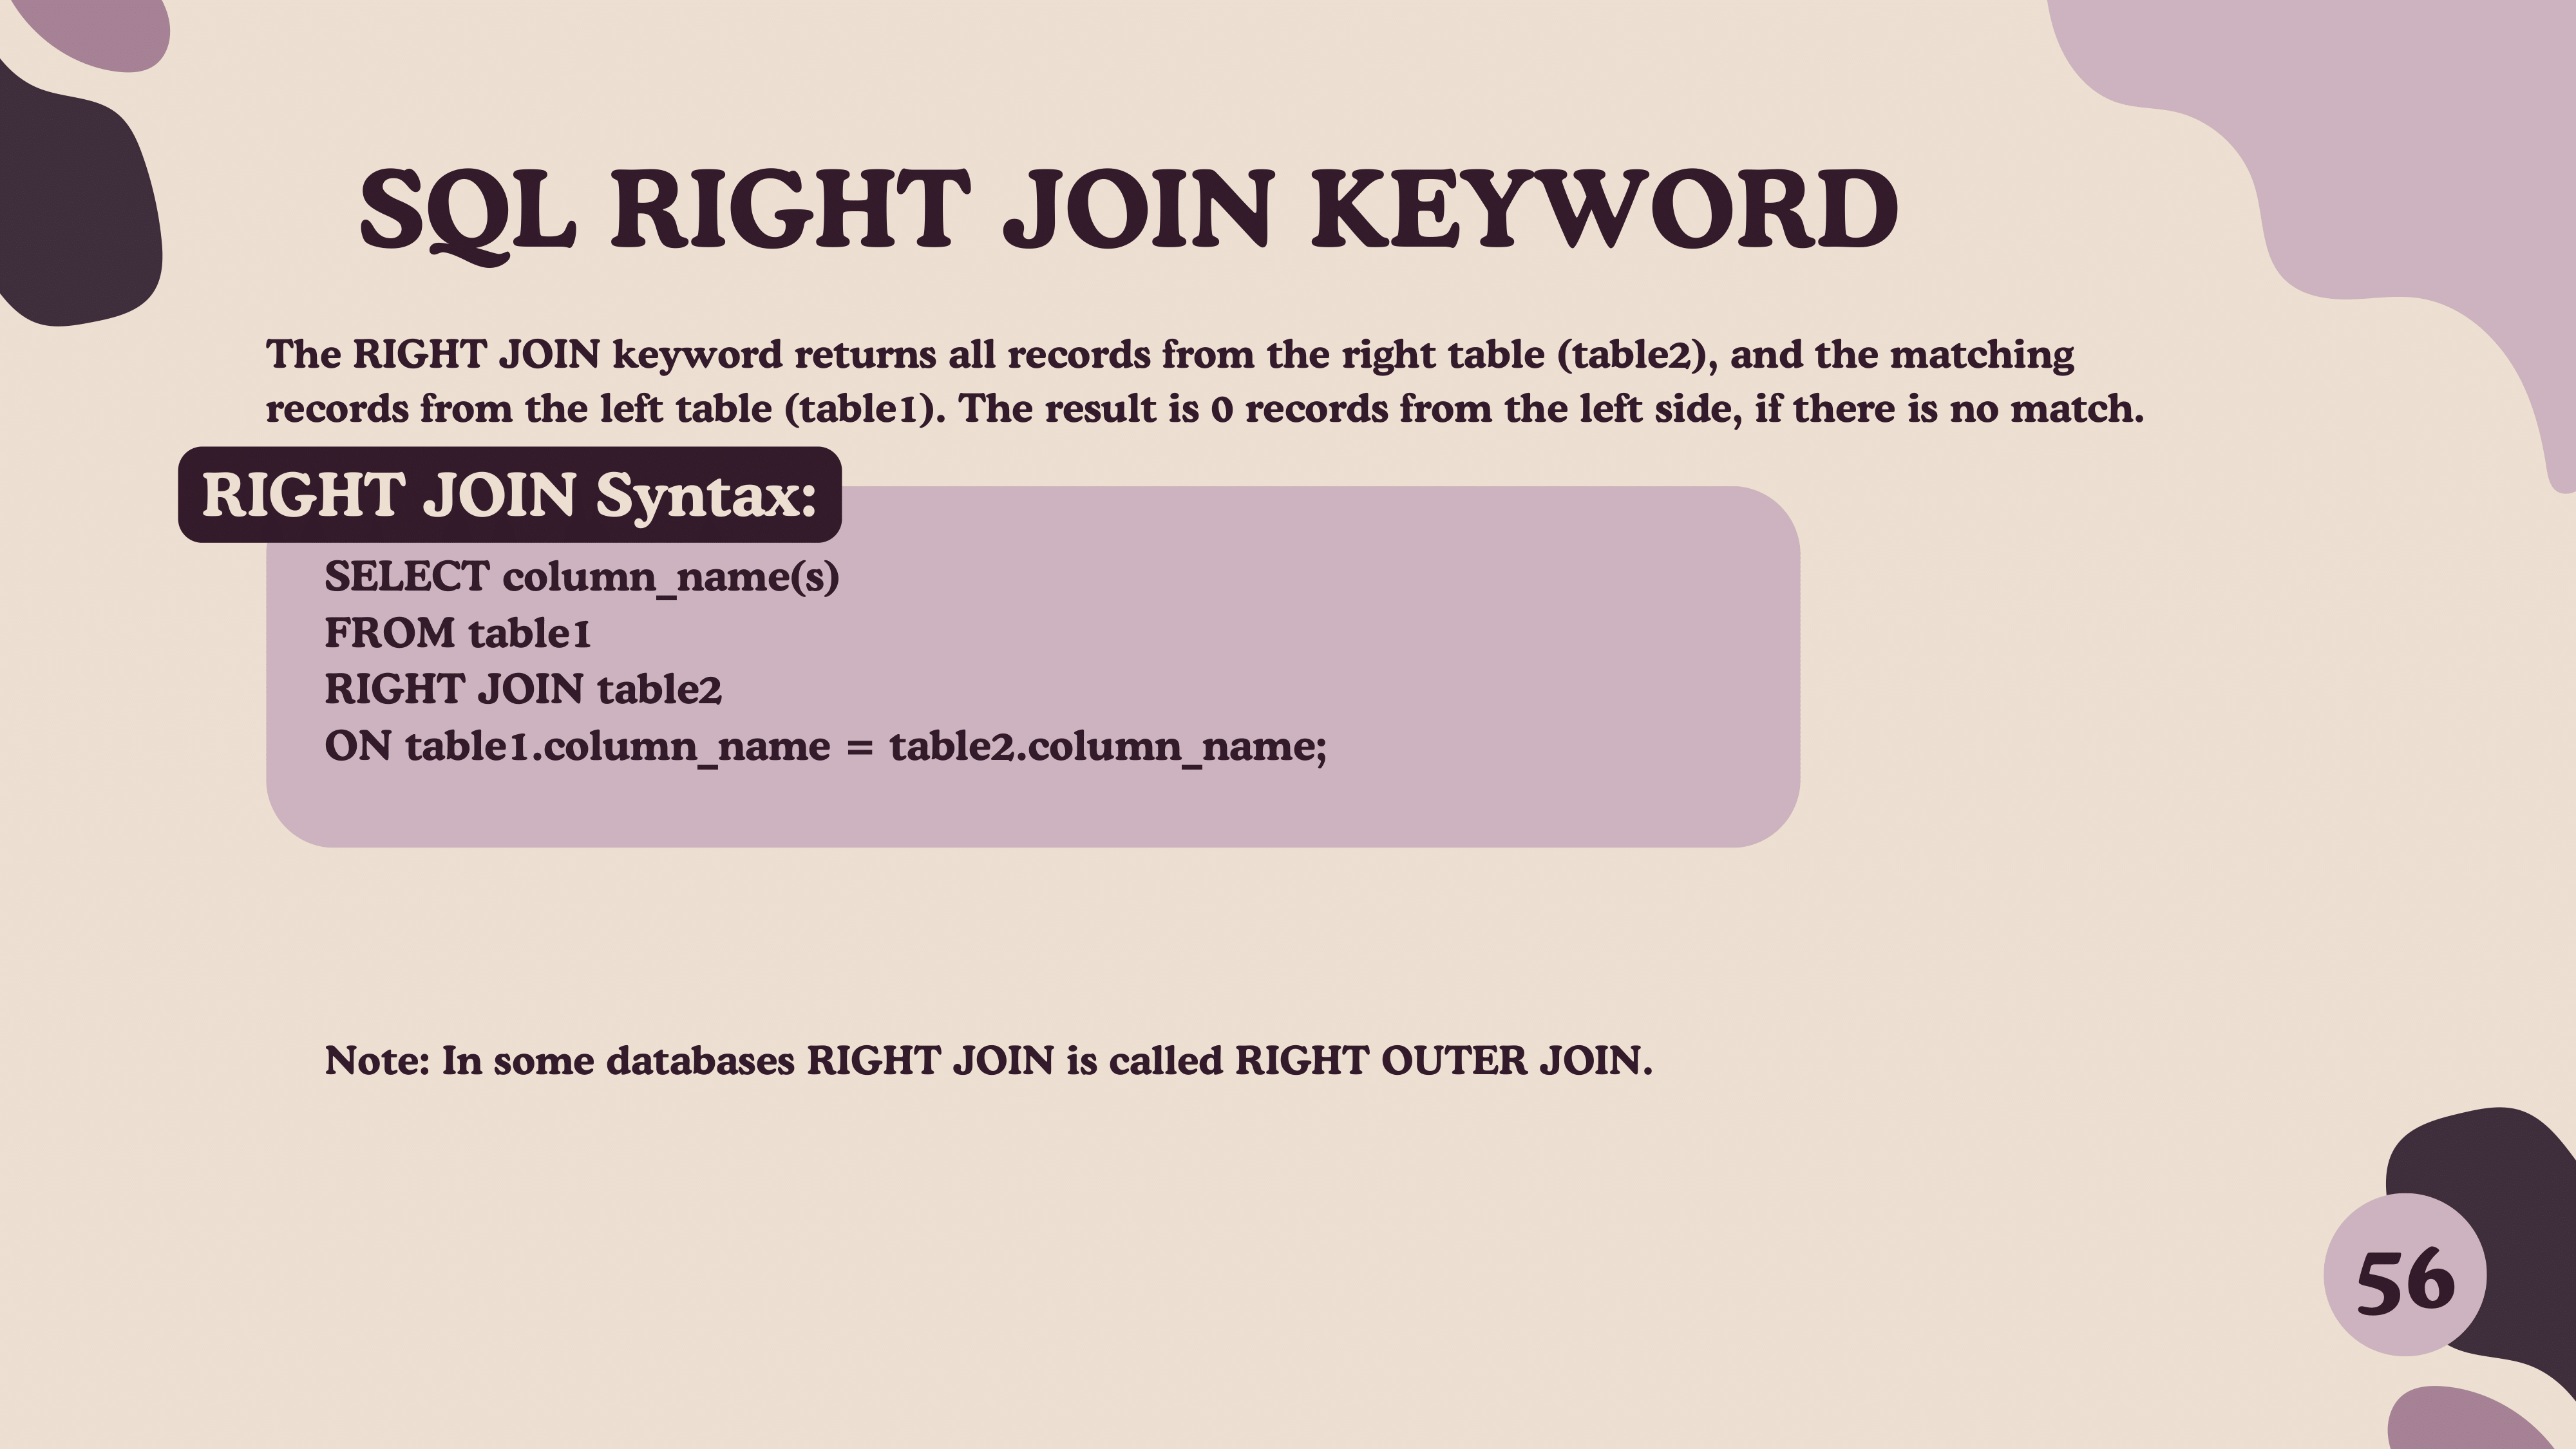 SQL RIGHT JOIN KEYWORD
The RIGHT JOIN keyword returns all records from the right table (table2), and the matching
records from the left table (table1). The result is 0 records from the left side, if there is no match.
RIGHT JOIN Syntax:
SELECT column_name(s)
FROM table1
RIGHT JOIN table2
ON table1.column_name = table2.column_name;
Note: In some databases RIGHT JOIN is called RIGHT OUTER JOIN.
56